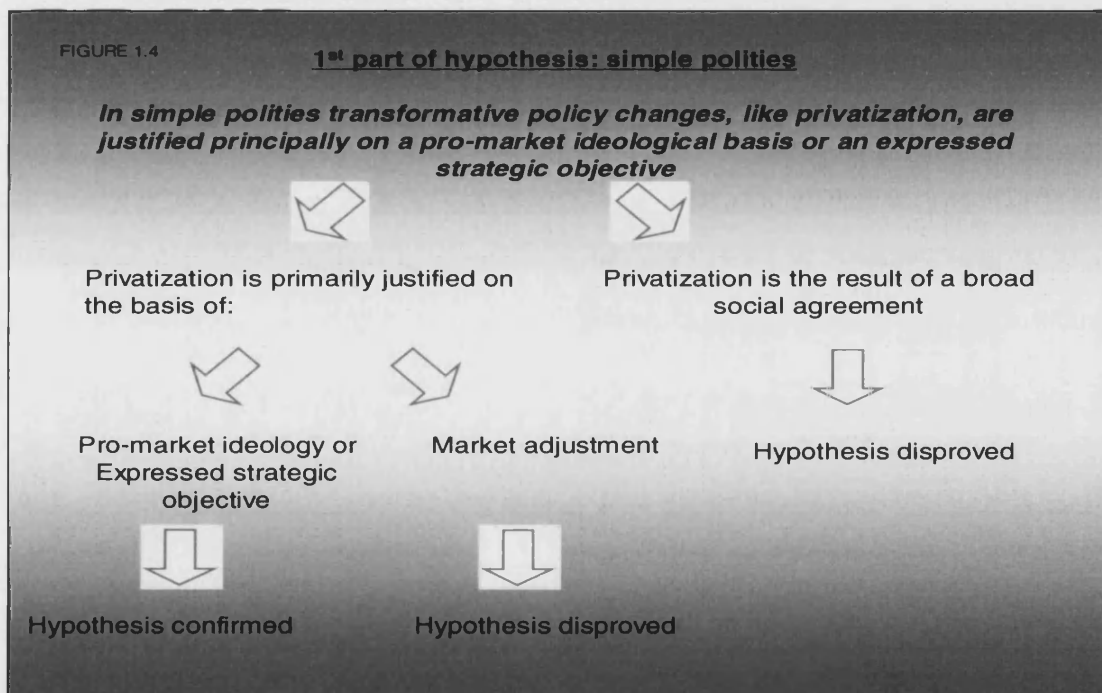 FIGURE 1.4
1st part of hypothesis: simple polities
In simple polities transformative policy changes, like privatization, are
justified principally on a pro-market ideological basis or an expressed
strategic objective
Privatization is primarily justified on
the basis of:
Privatization is the result of a broad
social agreement
Pro-market ideology or
Expressed strategic
objective
Market adjustment
Hypothesis disproved
Hypothesis confirmed
Hypothesis disproved